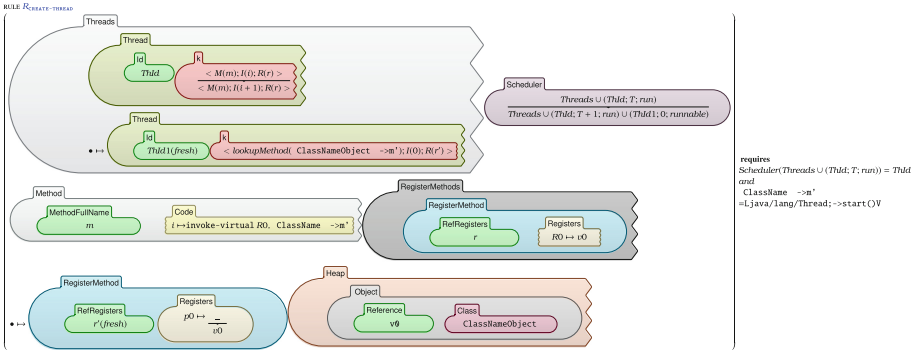 RULE R_CREATE-THREAD
Threads
Thread
Id
ThId
k
< M(m); I(i); R(r) >
< M(m); I(i + 1); R(r) >
Scheduler
Threads ∪ (ThId; T; run)
Threads ∪ (ThId; T + 1; run) ∪ (ThId1; 0; runnable)
Thread
Id
• ↦ ThId1(fresh)
k
< lookupMethod( ClassNameObject ->m'); I(0); R(r') >
requires
Scheduler(Threads ∪ (ThId; T; run)) = ThId
and
ClassName ->m'
=Ljava/lang/Thread;->start()V
Method
MethodFullName
m
Code
i ↦invoke-virtual R0, ClassName ->m'
RegisterMethods
RegisterMethod
RefRegisters
r
Registers
R0 ↦ v0
RegisterMethod
RefRegisters
• ↦ r'(fresh)
Registers
p0 ↦ _
v0
Heap
Object
Reference
v0
Class
ClassNameObject